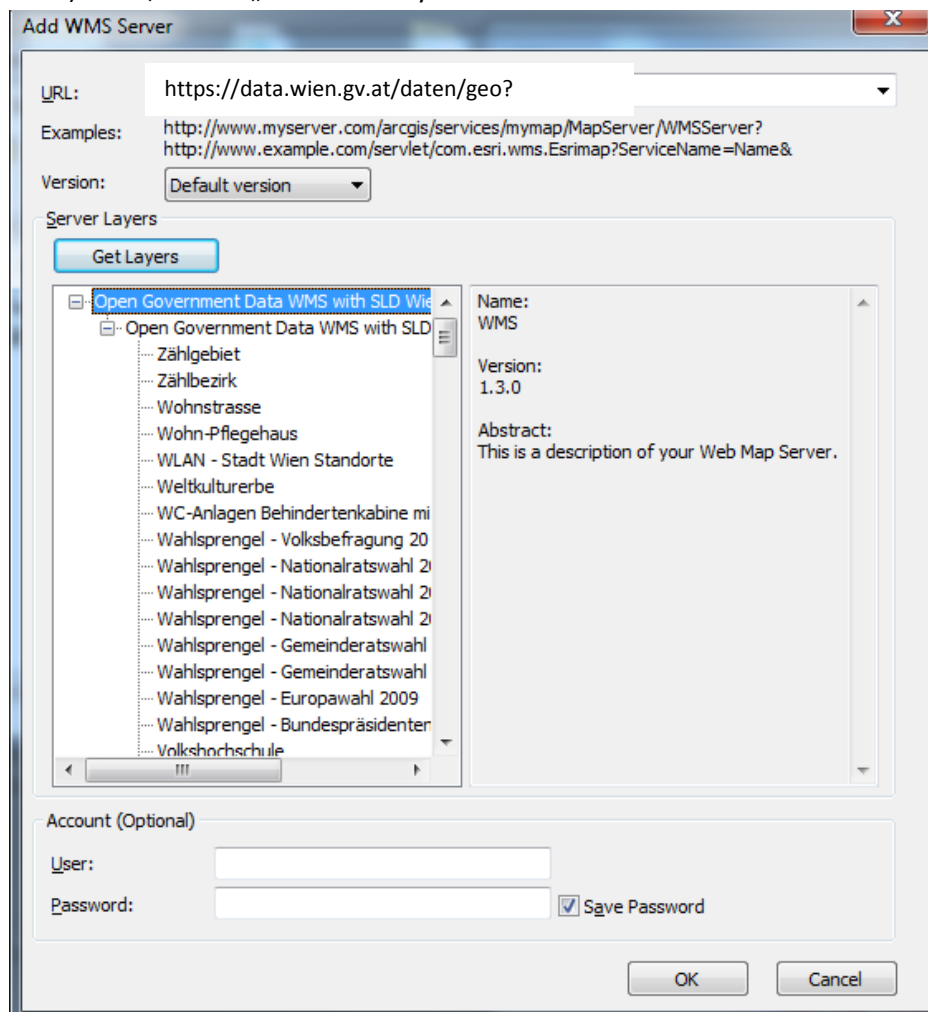 Add WMS Server
URL:
https://data.wien.gv.at/daten/geo?
Examples:
http://www.myserver.com/arcgis/services/mymap/MapServer/WMSServer?
http://www.example.com/servlet/com.esri.wms.Esrimap?ServiceName=Name&
Version:
Default version
Server Layers
Get Layers
Open Government Data WMS with SLD Wie
Open Government Data WMS with SLD
Zählgebiet
Zählbezirk
Wohnstrasse
Wohn-Pflegehaus
WLAN - Stadt Wien Standorte
Weltkulturerbe
WC-Anlagen Behindertenkabine mi
Wahlsprengel - Volksbefragung 20
Wahlsprengel - Nationalratswahl 20
Wahlsprengel - Nationalratswahl 20
Wahlsprengel - Nationalratswahl 20
Wahlsprengel - Gemeinderatswahl
Wahlsprengel - Gemeinderatswahl
Wahlsprengel - Europawahl 2009
Wahlsprengel - Bundespräsidenten
Volkshochschule
Name:
WMS
Version:
1.3.0
Abstract:
This is a description of your Web Map Server.
Account (Optional)
User:
Password:
Save Password
OK
Cancel